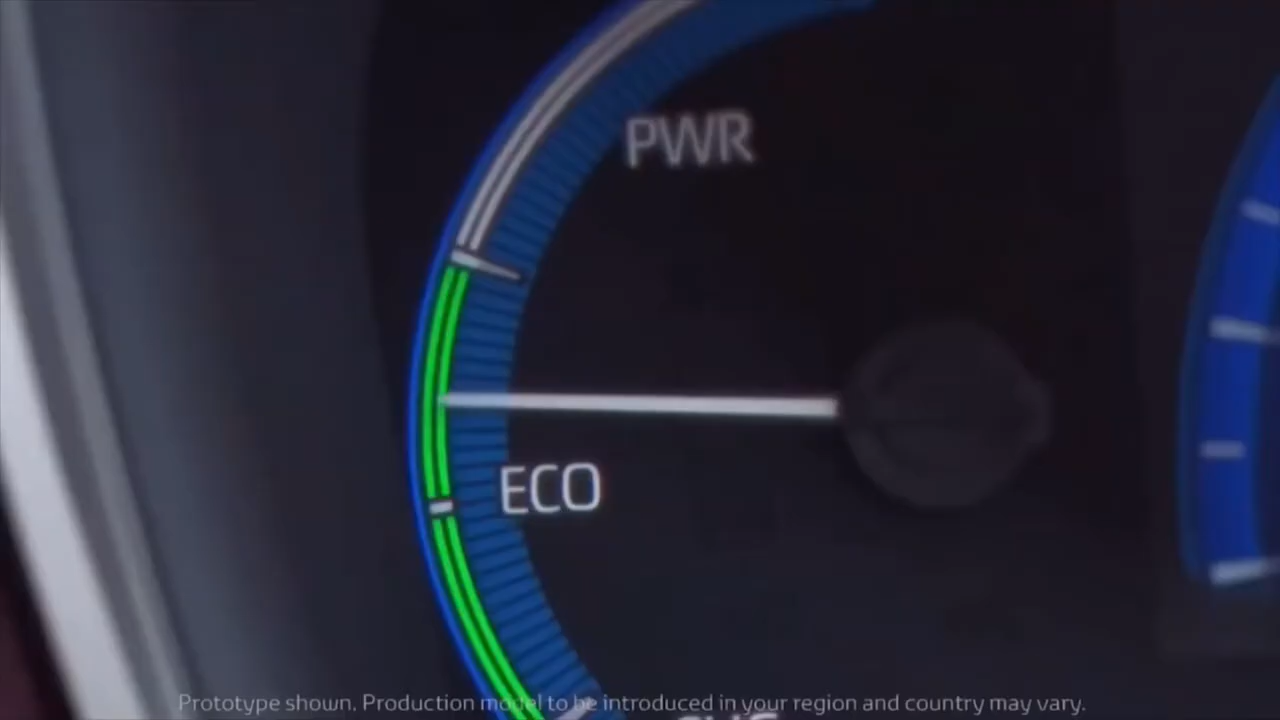 PWR
ECO
Prototype shown. Production model to be introduced in your region and country may vary.